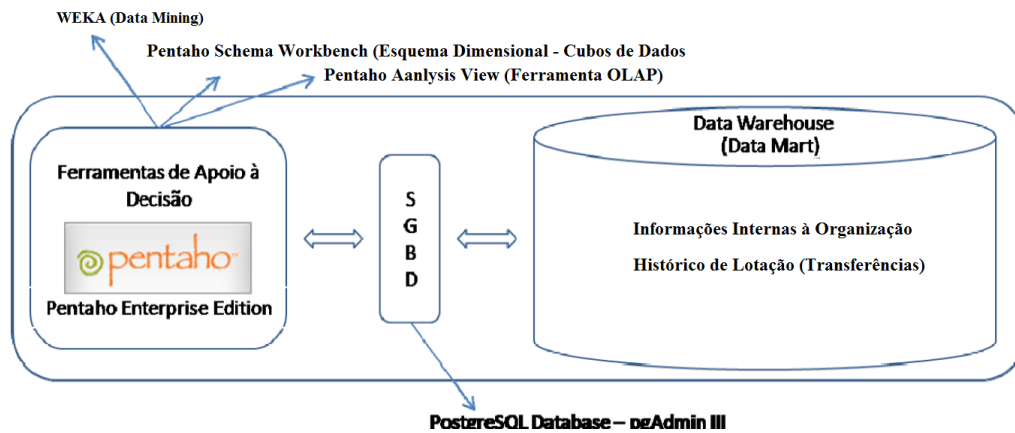 WEKA (Data Mining)
Pentaho Schema Workbench (Esquema Dimensional - Cubos de Dados
Pentaho Aanlysis View (Ferramenta OLAP)
Ferramentas de Apoio à
Decisão
pentaho™
Pentaho Enterprise Edition
S
G
B
D
Data Warehouse
(Data Mart)
Informações Internas à Organização
Histórico de Lotação (Transferências)
PostgreSQL Database – pgAdmin III